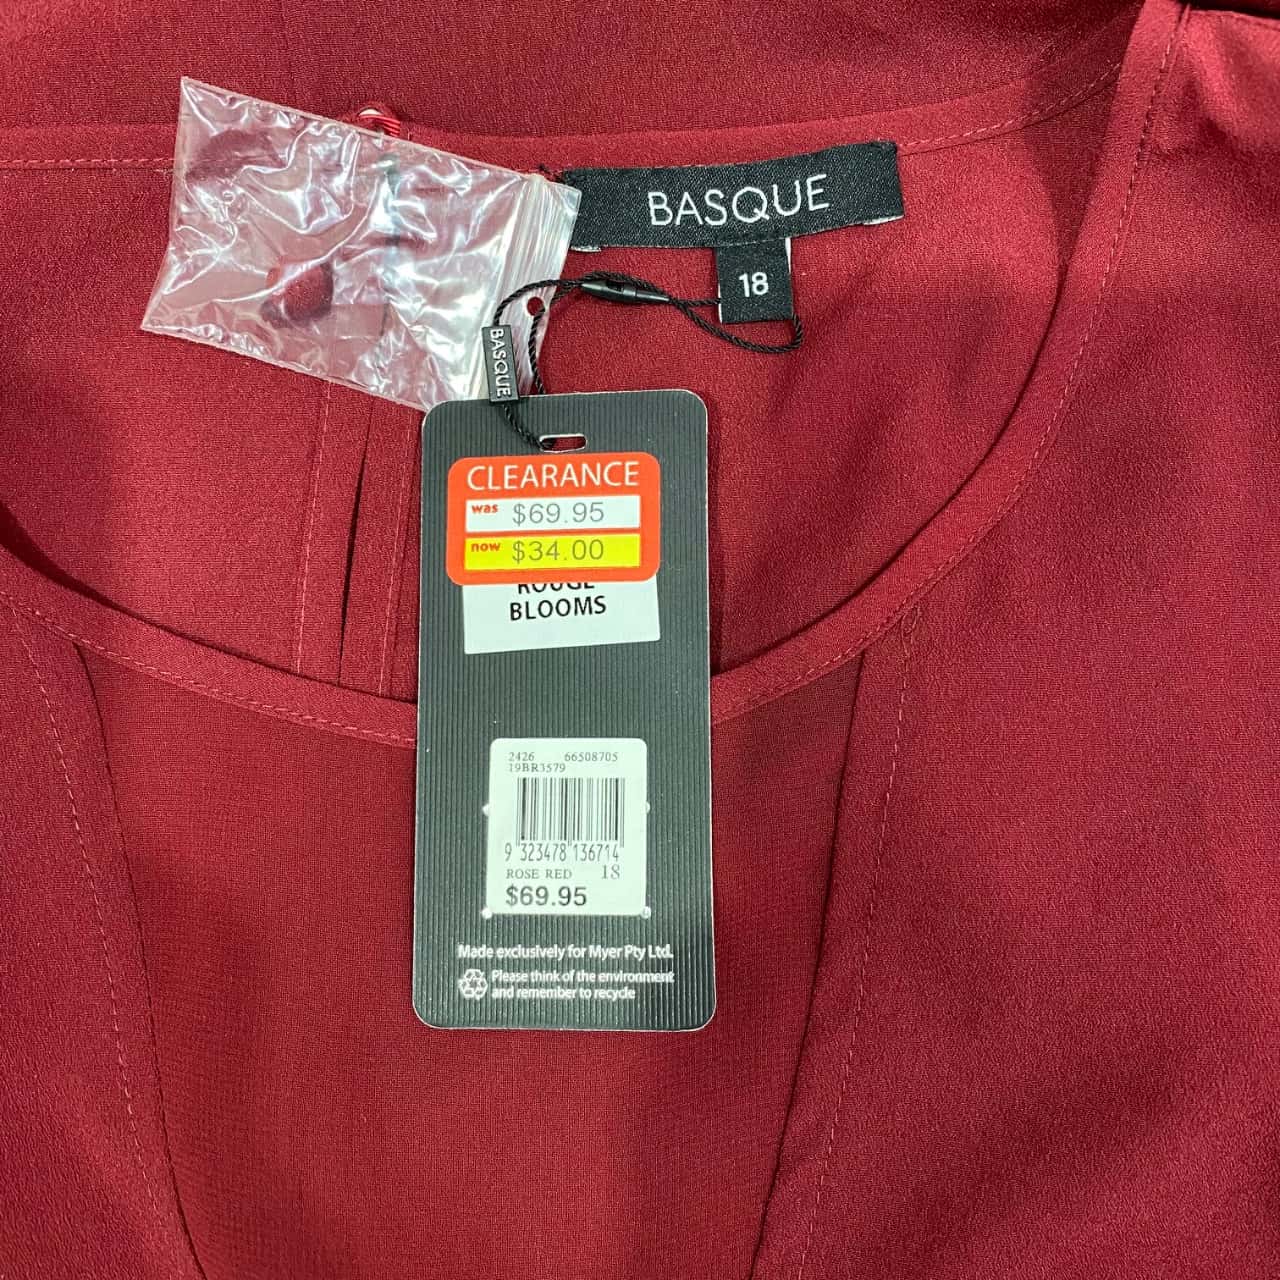 BASQUE
18
BASQUE
CLEARANCE
was $69.95
now $34.00
ROUGE
BLOOMS
2426 66508705
19BR3579
9 323478 136714
ROSE RED 18
$69.95
Made exclusively for Myer Pty Ltd.
Please think of the environment
and remember to recycle